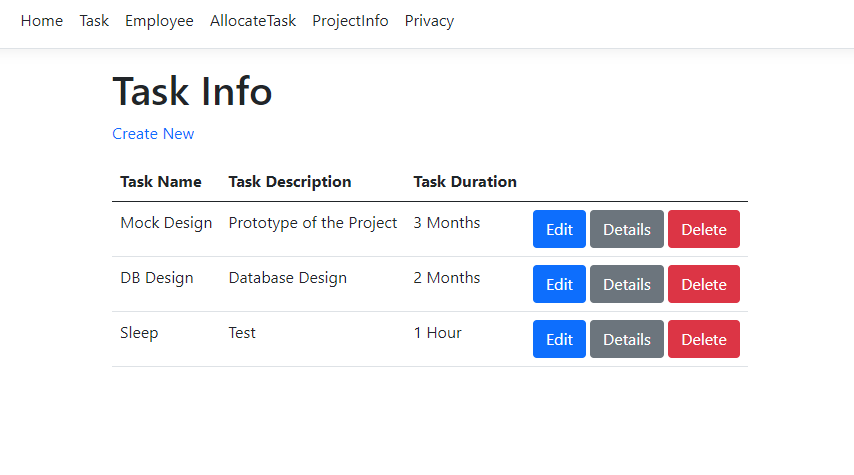 Home Task Employee AllocateTask ProjectInfo Privacy
Task Info
Create New
Task Name Task Description Task Duration
Mock Design Prototype of the Project 3 Months Edit Details Delete
DB Design Database Design 2 Months Edit Details Delete
Sleep Test 1 Hour Edit Details Delete